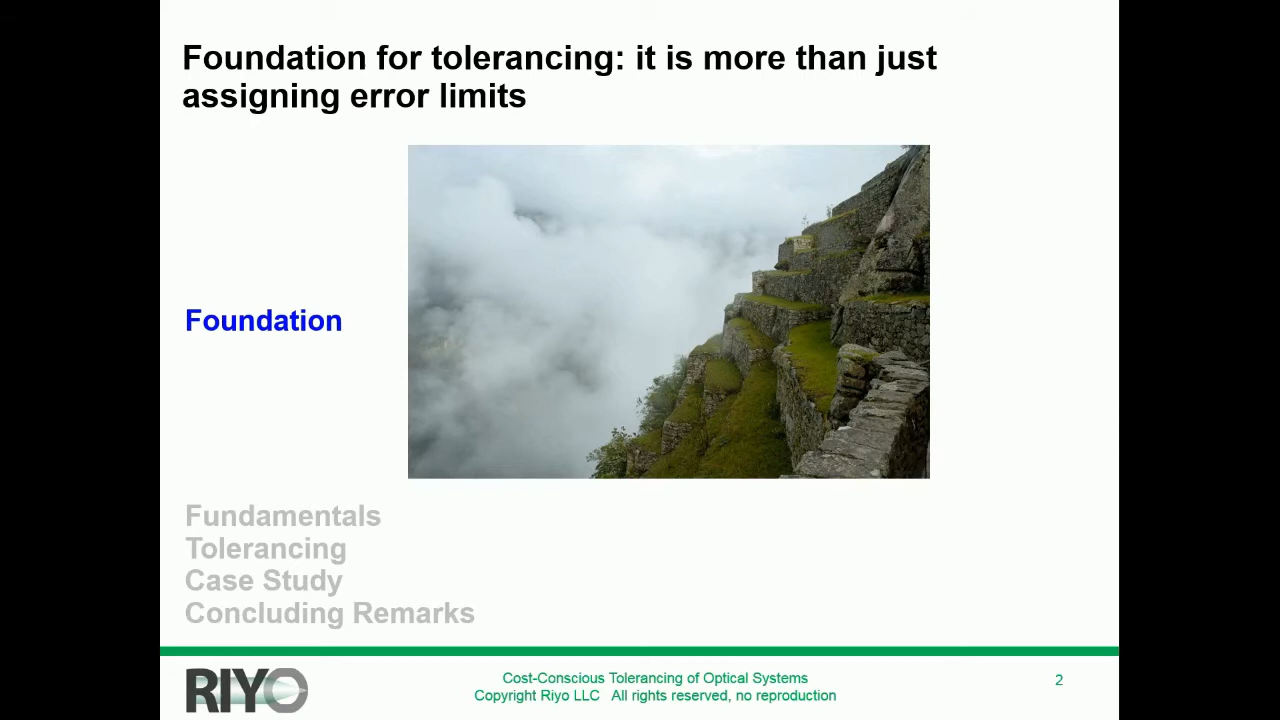 Foundation for tolerancing: it is more than just
assigning error limits
Foundation
Fundamentals
Tolerancing
Case Study
Concluding Remarks
RIYO
Cost-Conscious Tolerancing of Optical Systems
Copyright Riyo LLC All rights reserved, no reproduction
2